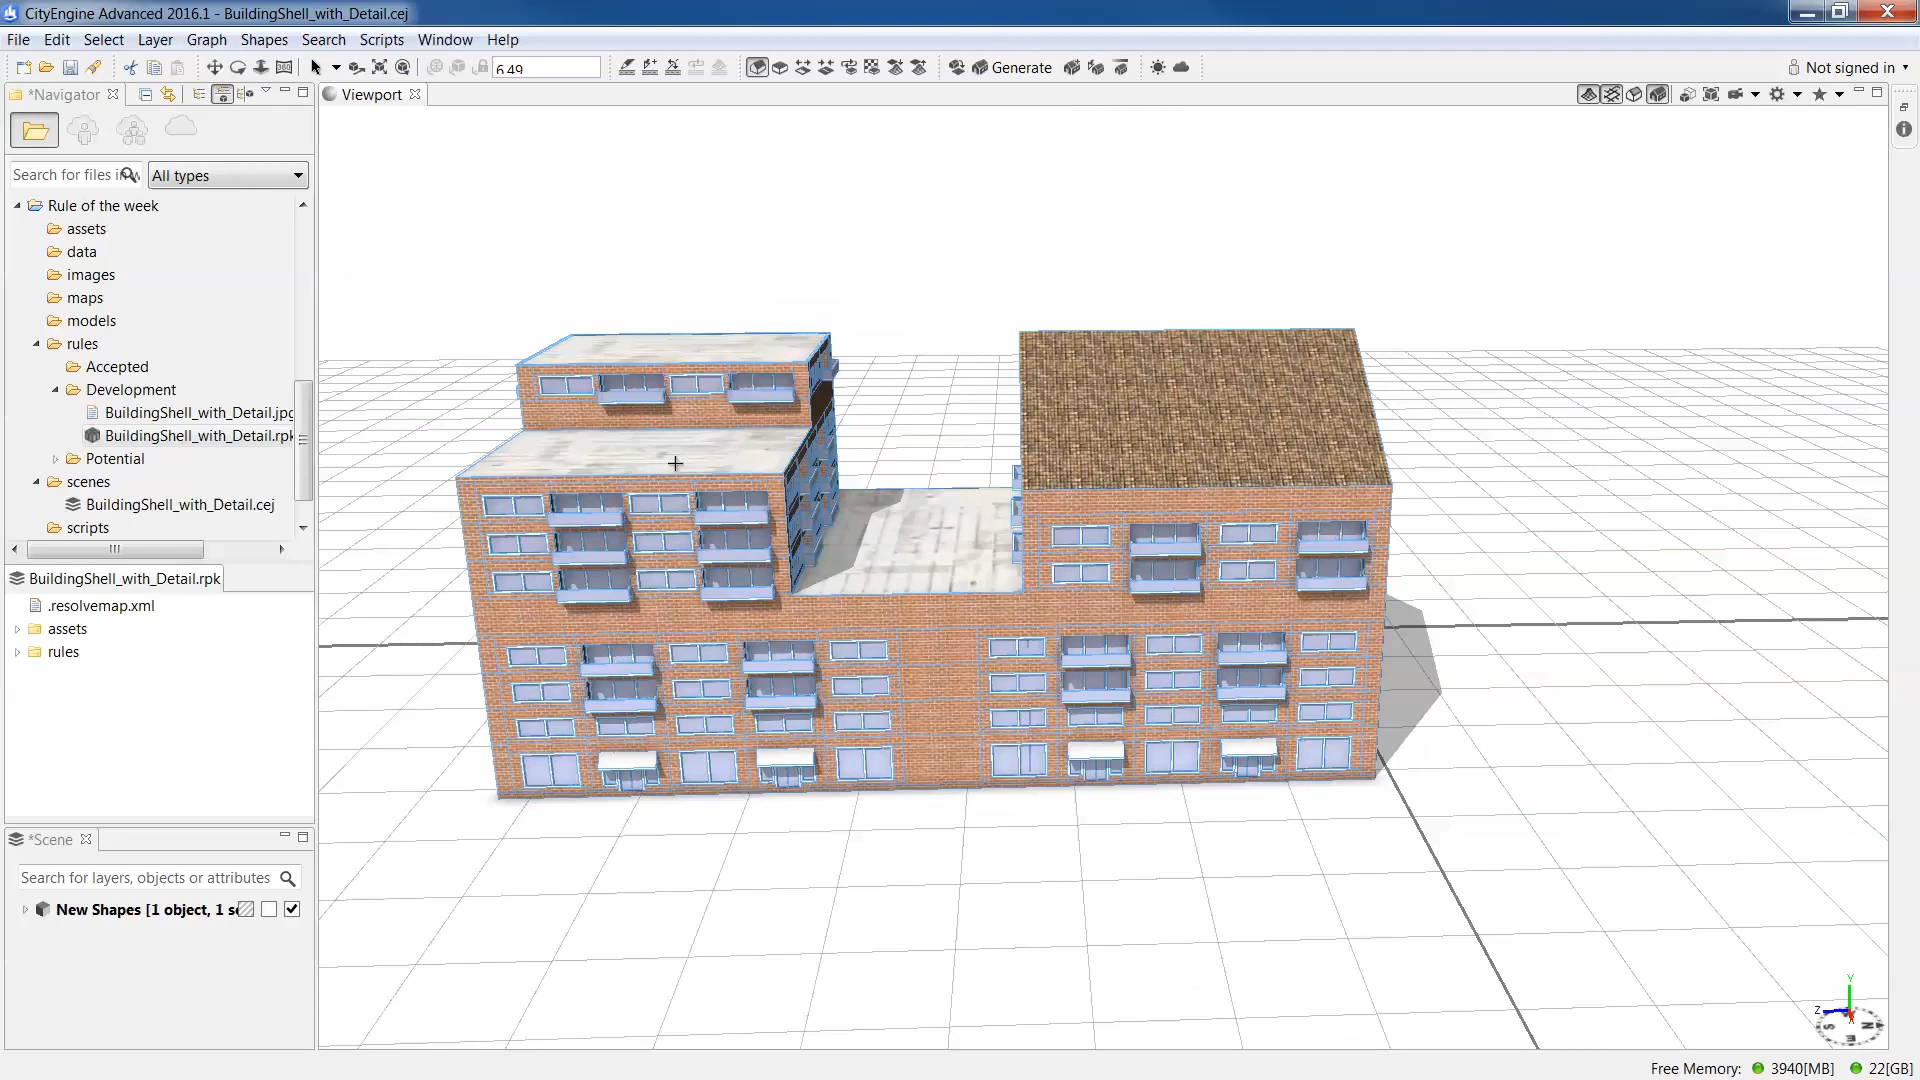 CityEngine Advanced 2016.1 - BuildingShell_with_Detail.cej
File Edit Select Layer Graph Shapes Search Scripts Window Help
6.49
Generate
Not signed in
*Navigator
Viewport
Search for files in
All types
Rule of the week
assets
data
images
maps
models
rules
Accepted
Development
BuildingShell_with_Detail.jpg
BuildingShell_with_Detail.rpk
Potential
scenes
BuildingShell_with_Detail.cej
scripts
BuildingShell_with_Detail.rpk
.resolvemap.xml
assets
rules
*Scene
Search for layers, objects or attributes
New Shapes [1 object, 1 s
Y
Z
X
S
N
E
Free Memory: 3940[MB] 22[GB]